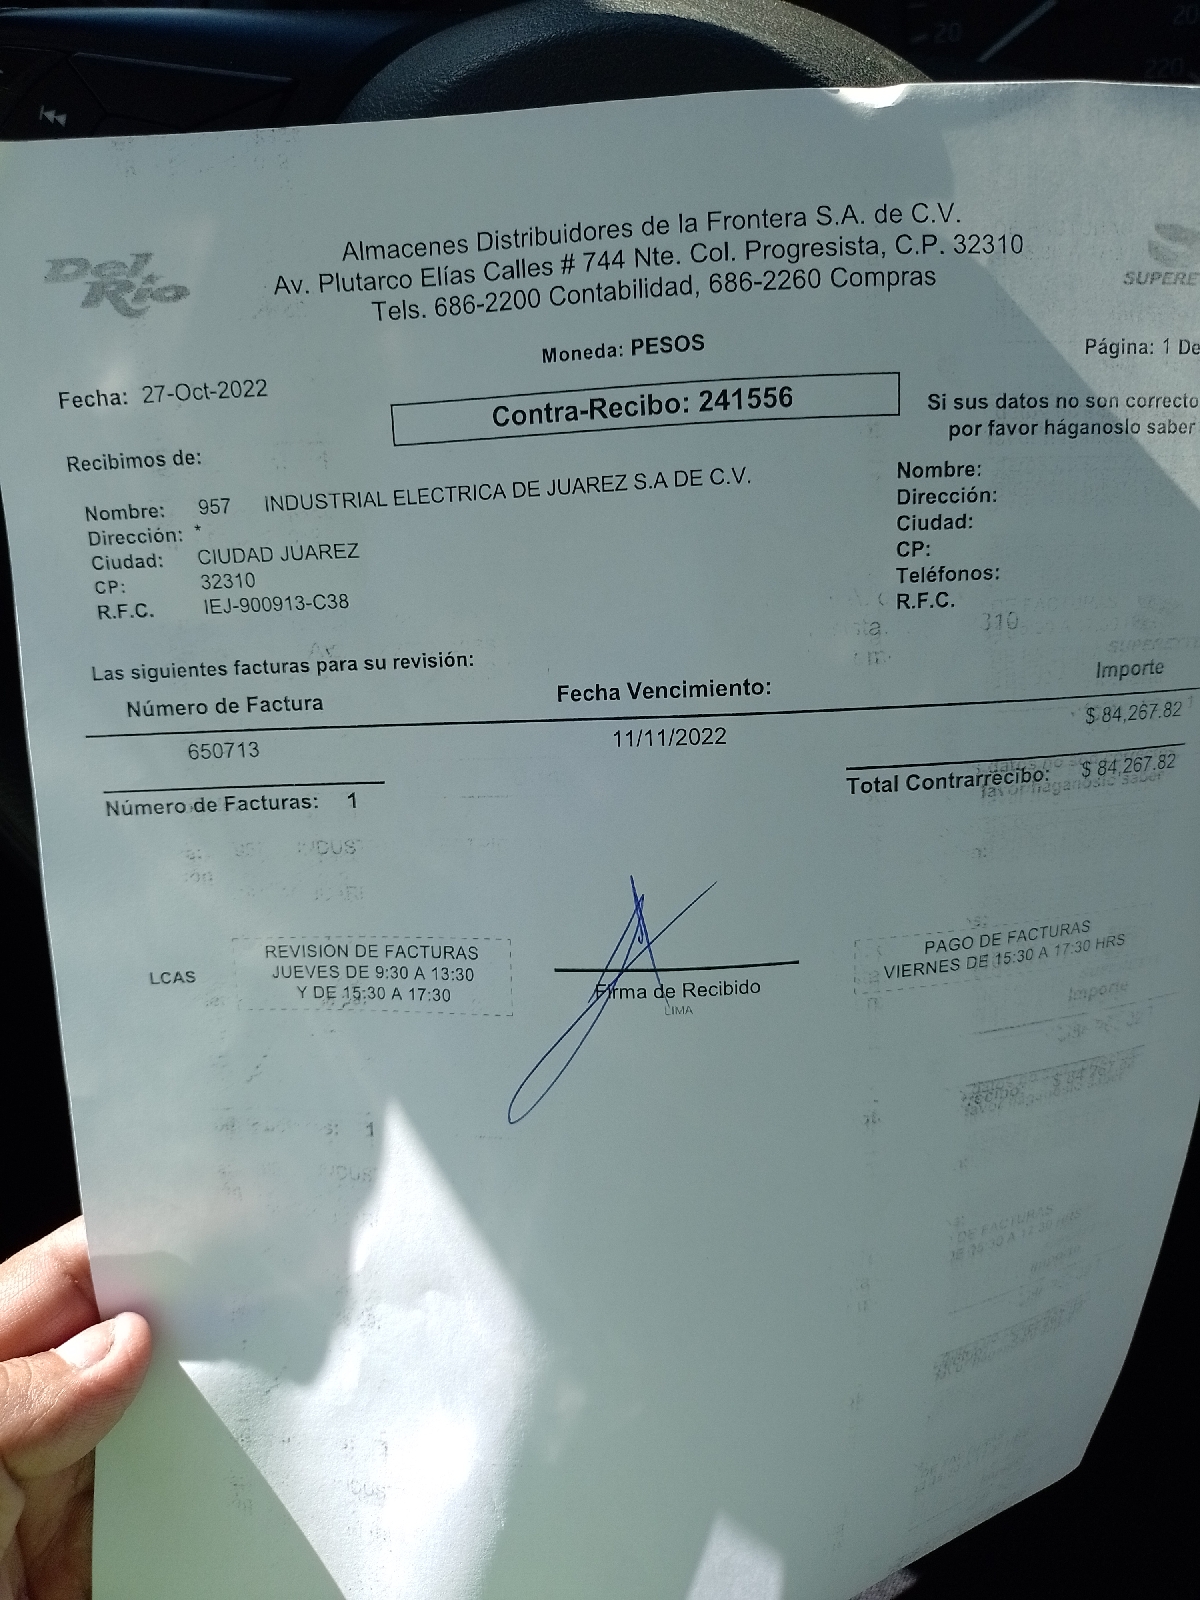 Almacenes Distribuidores de la Frontera S.A. de C.V.
Av. Plutarco Elías Calles # 744 Nte. Col. Progresista, C.P. 32310
Tels. 686-2200 Contabilidad, 686-2260 Compras
Del Rio
SUPERE
Moneda: PESOS
Página: 1 De
Fecha: 27-Oct-2022
Contra-Recibo: 241556
Si sus datos no son correcto
por favor háganoslo saber
Recibimos de:
Nombre: 957 INDUSTRIAL ELECTRICA DE JUAREZ S.A DE C.V.
Dirección: *
Ciudad: CIUDAD JUAREZ
CP: 32310
R.F.C. IEJ-900913-C38
Nombre:
Dirección:
Ciudad:
CP:
Teléfonos:
R.F.C.
Las siguientes facturas para su revisión:
Número de Factura Fecha Vencimiento: Importe
650713 11/11/2022 $ 84,267.82
Número de Facturas: 1 Total Contrarrecibo: $ 84,267.82
LCAS
REVISION DE FACTURAS
JUEVES DE 9:30 A 13:30
Y DE 15:30 A 17:30
Firma de Recibido
LIMA
PAGO DE FACTURAS
VIERNES DE 15:30 A 17:30 HRS